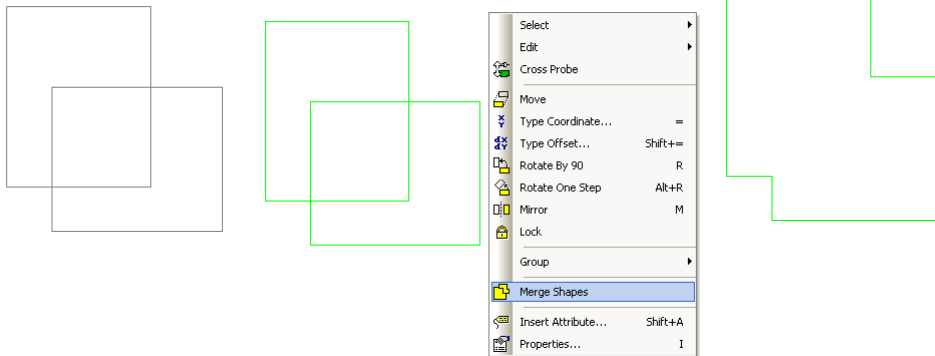 Select
Edit
Cross Probe
Move
Type Coordinate... =
Type Offset... Shift+=
Rotate By 90 R
Rotate One Step Alt+R
Mirror M
Lock
Group
Merge Shapes
Insert Attribute... Shift+A
Properties... I